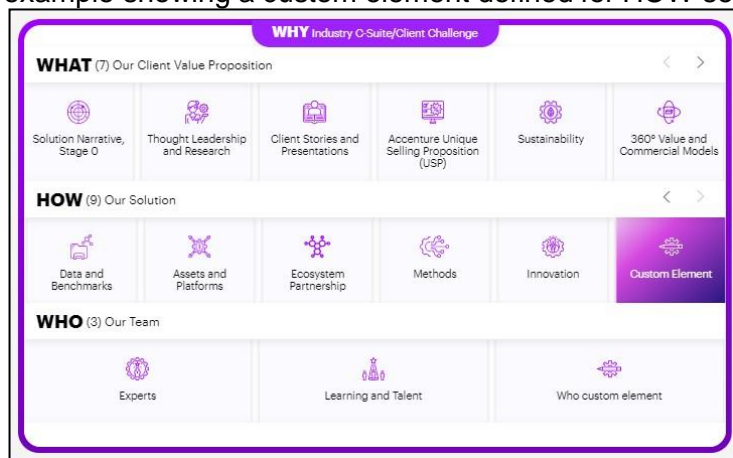 example showing a custom element defined for HOW se
WHY Industry C-Suite/Client Challenge
WHAT (7) Our Client Value Proposition
Solution Narrative,
Stage 0
Thought Leadership
and Research
Client Stories and
Presentations
Accenture Unique
Selling Proposition
(USP)
Sustainability
360° Value and
Commercial Models
HOW (9) Our Solution
Data and
Benchmarks
Assets and
Platforms
Ecosystem
Partnership
Methods
Innovation
Custom Element
WHO (3) Our Team
Experts
Learning and Talent
Who custom element